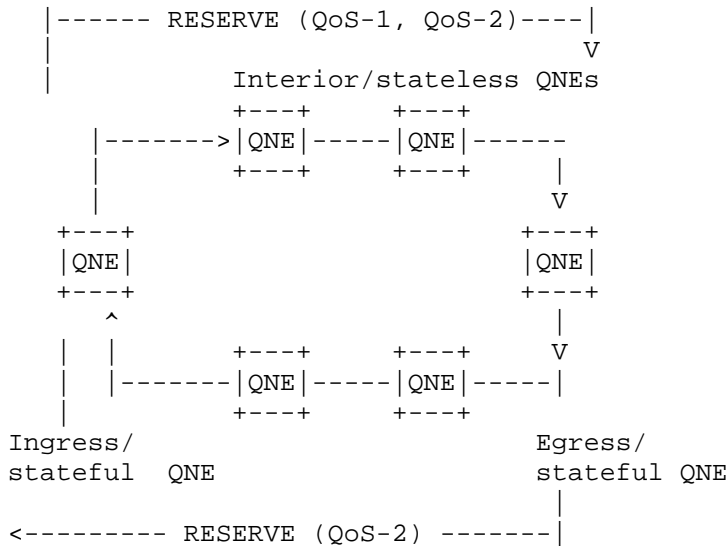 |------ RESERVE (QoS-1, QoS-2)----|
|                                 V
|           Interior/stateless QNEs
            +---+     +---+
   |------->|QNE|-----|QNE|------
   |        +---+     +---+     |
   |                            V
 +---+                        +---+
 |QNE|                        |QNE|
 +---+                        +---+
    ^                           |
 |  |       +---+     +---+     V
 |  |-------|QNE|-----|QNE|-----|
 |          +---+     +---+
Ingress/                       Egress/
stateful  QNE                  stateful QNE
                                |
<--------- RESERVE (QoS-2) -------|